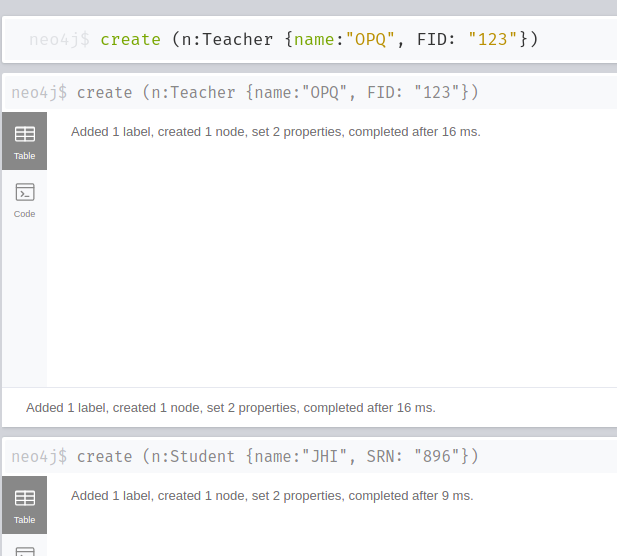 neo4j$ create (n:Teacher {name:"OPQ", FID: "123"})
neo4j$ create (n:Teacher {name:"OPQ", FID: "123"})
Added 1 label, created 1 node, set 2 properties, completed after 16 ms.
Table
Code
Added 1 label, created 1 node, set 2 properties, completed after 16 ms.
neo4j$ create (n:Student {name:"JHI", SRN: "896"})
Added 1 label, created 1 node, set 2 properties, completed after 9 ms.
Table